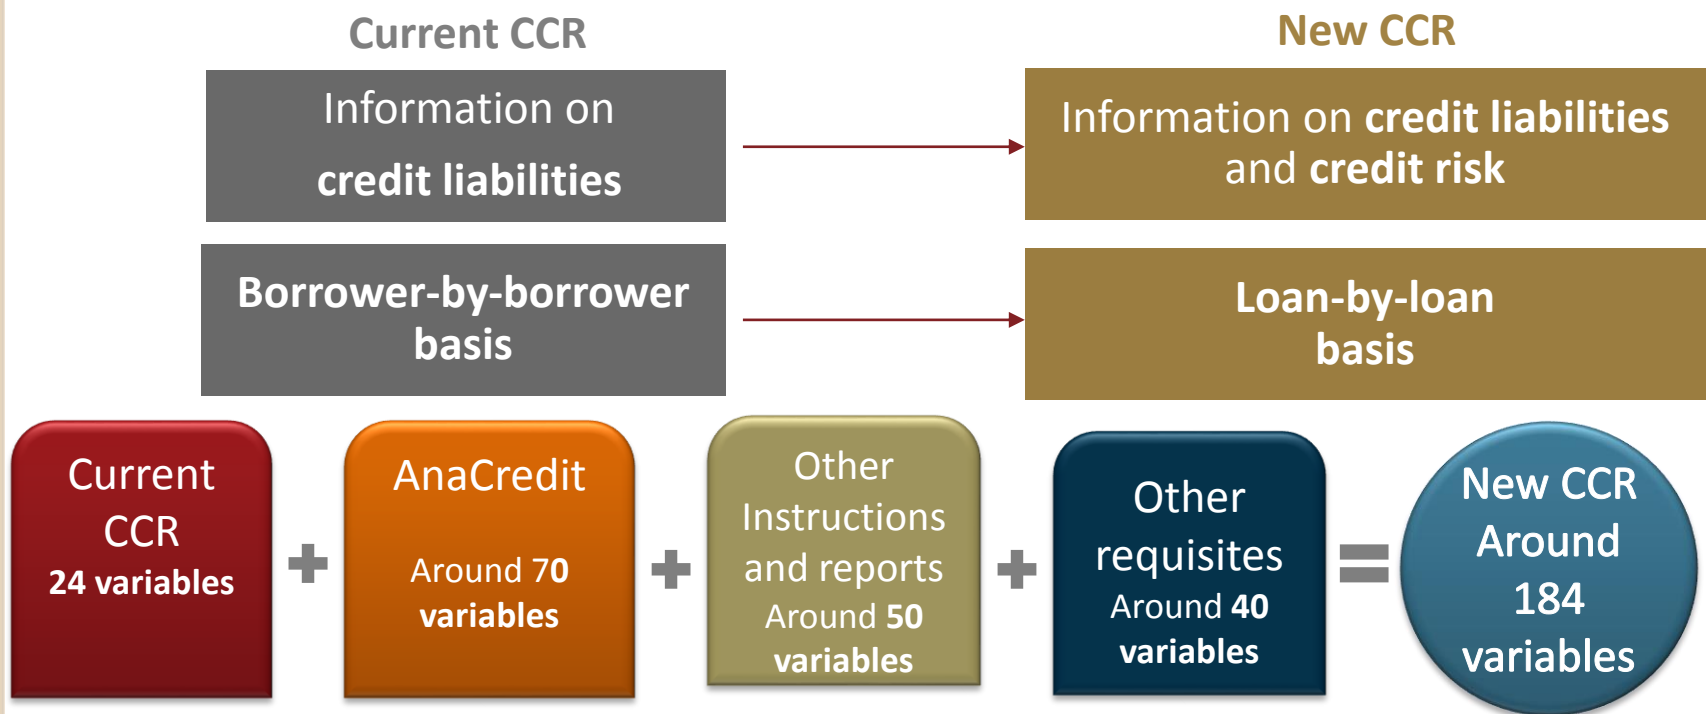 Current CCR
New CCR
Information on
credit liabilities
Information on credit liabilities
and credit risk
Borrower-by-borrower
basis
Loan-by-loan
basis
Current
CCR
24 variables
+
AnaCredit
Around 70
variables
+
Other
Instructions
and reports
Around 50
variables
+
Other
requisites
Around 40
variables
=
New CCR
Around
184
variables